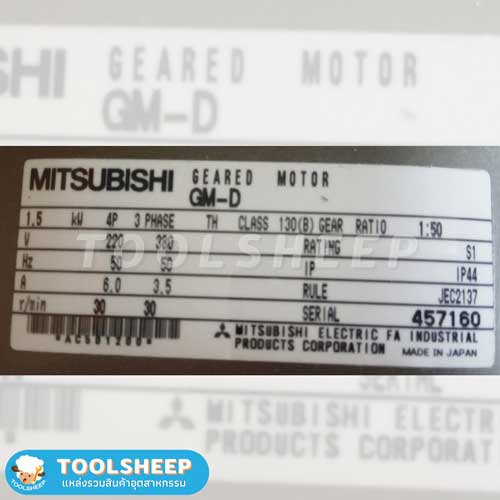 SHI GEARED MOTOR
GM-D
MITSUBISHI GEARED MOTOR
GM-D
1.5 kW 4P 3 PHASE TH CLASS 130(B) GEAR RATIO 1:50
V 220 380 RATING S1
Hz 50 50 IP IP44
A 6.0 3.5 RULE JEC2137
r/min 30 30 SERIAL 457160
MITSUBISHI ELECTRIC FA INDUSTRIAL
PRODUCTS CORPORATION MADE IN JAPAN
TOOLSHEEP
SERIAL
MITSUBISHI ELECTR
PRODUCTS CORPORAT
TOOLSHEEP
แหล่งรวมสินค้าอุตสาหกรรม